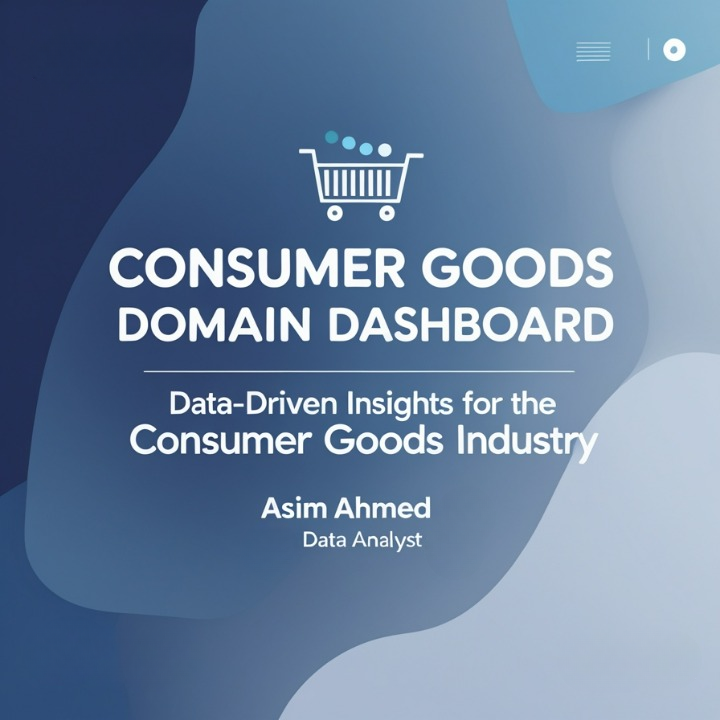 CONSUMER GOODS
DOMAIN DASHBOARD
Data-Driven Insights for the
Consumer Goods Industry
Asim Ahmed
Data Analyst